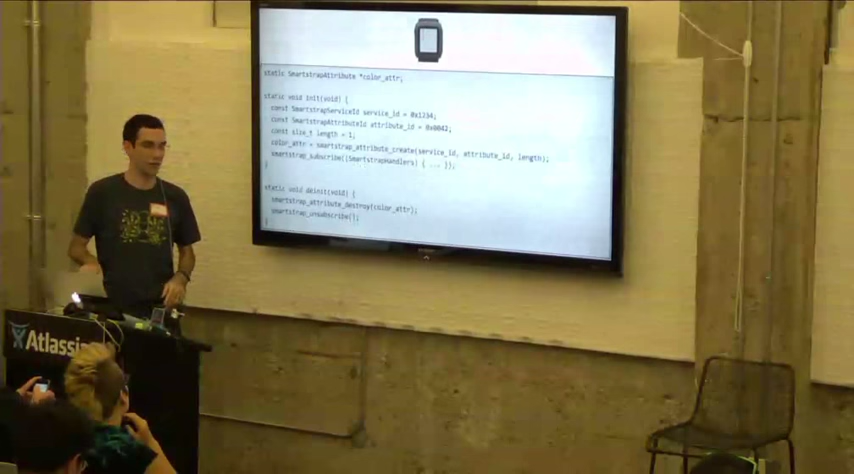 static SmartstrapAttribute *color_attr;
static void init(void) {
const SmartstrapServiceId service_id = 0x1234;
const SmartstrapAttributeId attribute_id = 0x0042;
const size_t length = 1;
color_attr = smartstrap_attribute_create(service_id, attribute_id, length);
smartstrap_subscribe((SmartstrapHandlers) { ... });
}
static void deinit(void) {
smartstrap_attribute_destroy(color_attr);
smartstrap_unsubscribe();
}
Atlassia